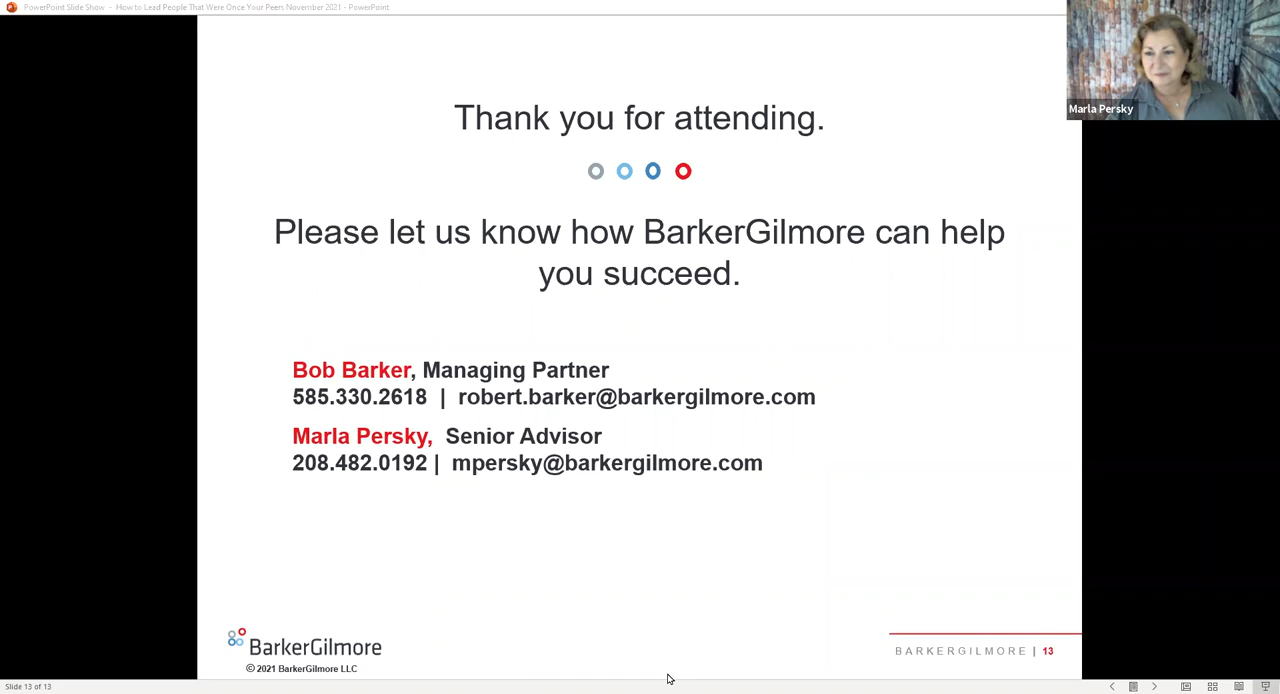 PowerPoint Slide Show - How to Lead People That Were Once Your Peers November 2021 - PowerPoint
Marla Persky
Thank you for attending.
Please let us know how BarkerGilmore can help
you succeed.
Bob Barker, Managing Partner
585.330.2618 | robert.barker@barkergilmore.com
Marla Persky, Senior Advisor
208.482.0192 | mpersky@barkergilmore.com
BarkerGilmore
© 2021 BarkerGilmore LLC
BARKERGILMORE | 13
Slide 13 of 13